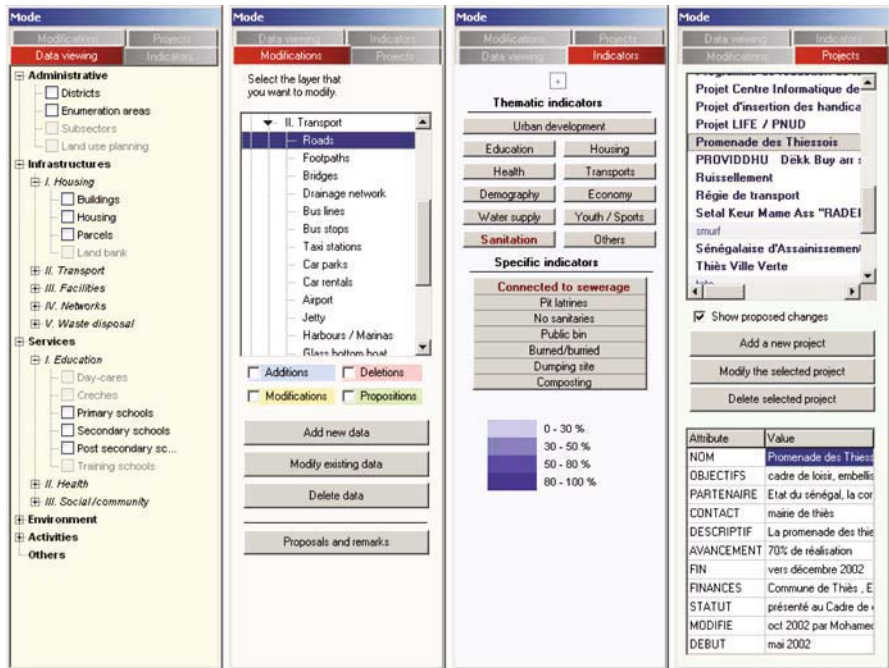 Mode
Modifications Projects
Data viewing Indicators
Administrative
Districts
Enumeration areas
Subsectors
Land use planning
Infrastructures
I. Housing
Buildings
Housing
Parcels
Land bank
II. Transport
III. Facilities
IV. Networks
V. Waste disposal
Services
I. Education
Day-cares
Creches
Primary schools
Secondary schools
Post secondary sc...
Training schools
II. Health
III. Social/community
Environment
Activities
Others
Mode
Data viewing Indicators
Modifications Projects
Select the layer that
you want to modify.
II. Transport
Roads
Footpaths
Bridges
Drainage network
Bus lines
Bus stops
Taxi stations
Car parks
Car rentals
Airport
Jetty
Harbours / Marinas
Glass bottom boat
Additions Deletions
Modifications Propositions
Add new data
Modify existing data
Delete data
Proposals and remarks
Mode
Modifications Projects
Data viewing Indicators
+
Thematic indicators
Urban development
Education Housing
Health Transports
Demography Economy
Water supply Youth / Sports
Sanitation Others
Specific indicators
Connected to sewerage
Pit latrines
No sanitaries
Public bin
Burned/burried
Dumping site
Composting
0 - 30 %
30 - 50 %
50 - 80 %
80 - 100 %
Mode
Data viewing Indicators
Modifications Projects
Projet Centre Informatique de
Projet d'insertion des handica
Projet LIFE / PNUD
Promenade des Thiessois
PROVIDDHU Dëkk Buy arr
Ruissellement
Régie de transport
Setal Keur Mame Ass "RADEI
smurf
Sénégalaise d'Assainissement
Thiès Ville Verte
Show proposed changes
Add a new project
Modify the selected project
Delete selected project
Attribute Value
NOM Promenade des Thiess
OBJECTIFS cadre de loisir, embellis
PARTENAIRE Etat du sénégal, la cor
CONTACT mairie de thiès
DESCRIPTIF La promenade des thie
AVANCEMENT 70% de réalisation
FIN vers décembre 2002
FINANCES Commune de Thiès , E
STATUT présenté au Cadre de
MODIFIE oct 2002 par Mohamed
DEBUT mai 2002